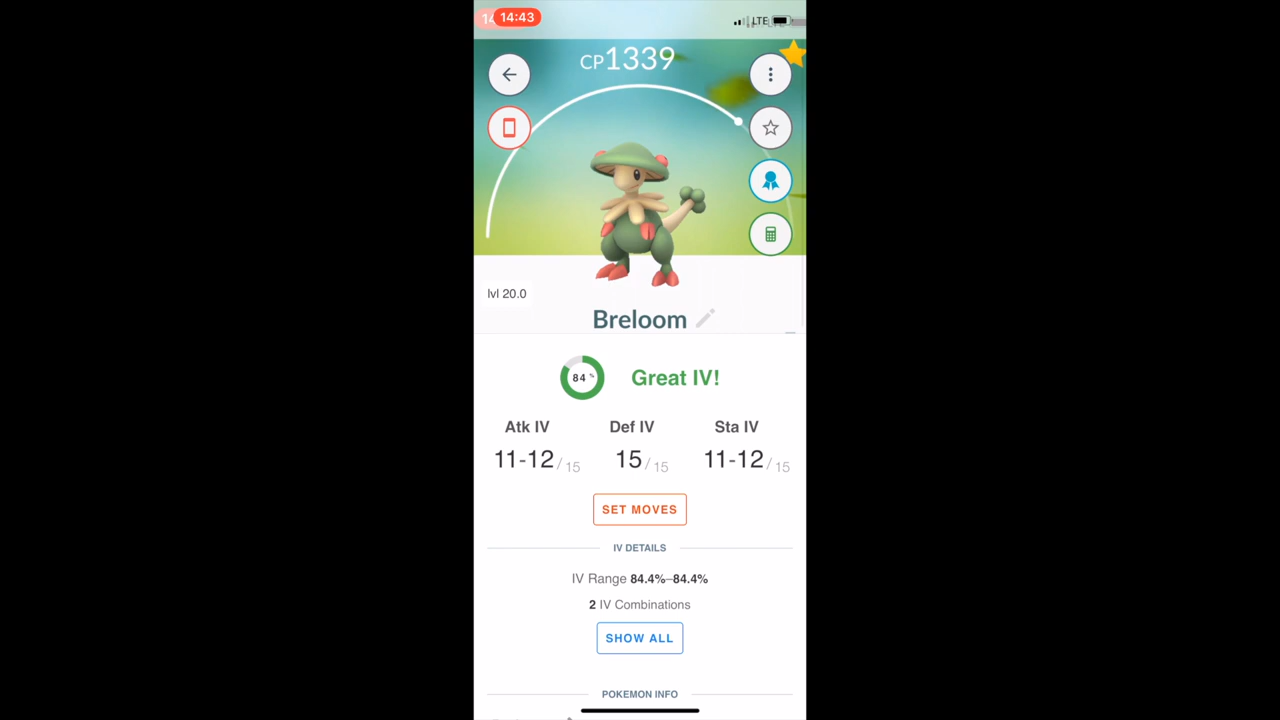 14:43
LTE
CP1339
lvl 20.0
Breloom
84 %
Great IV!
Atk IV Def IV Sta IV
11-12/15 15/15 11-12/15
SET MOVES
IV DETAILS
IV Range 84.4%–84.4%
2 IV Combinations
SHOW ALL
POKEMON INFO